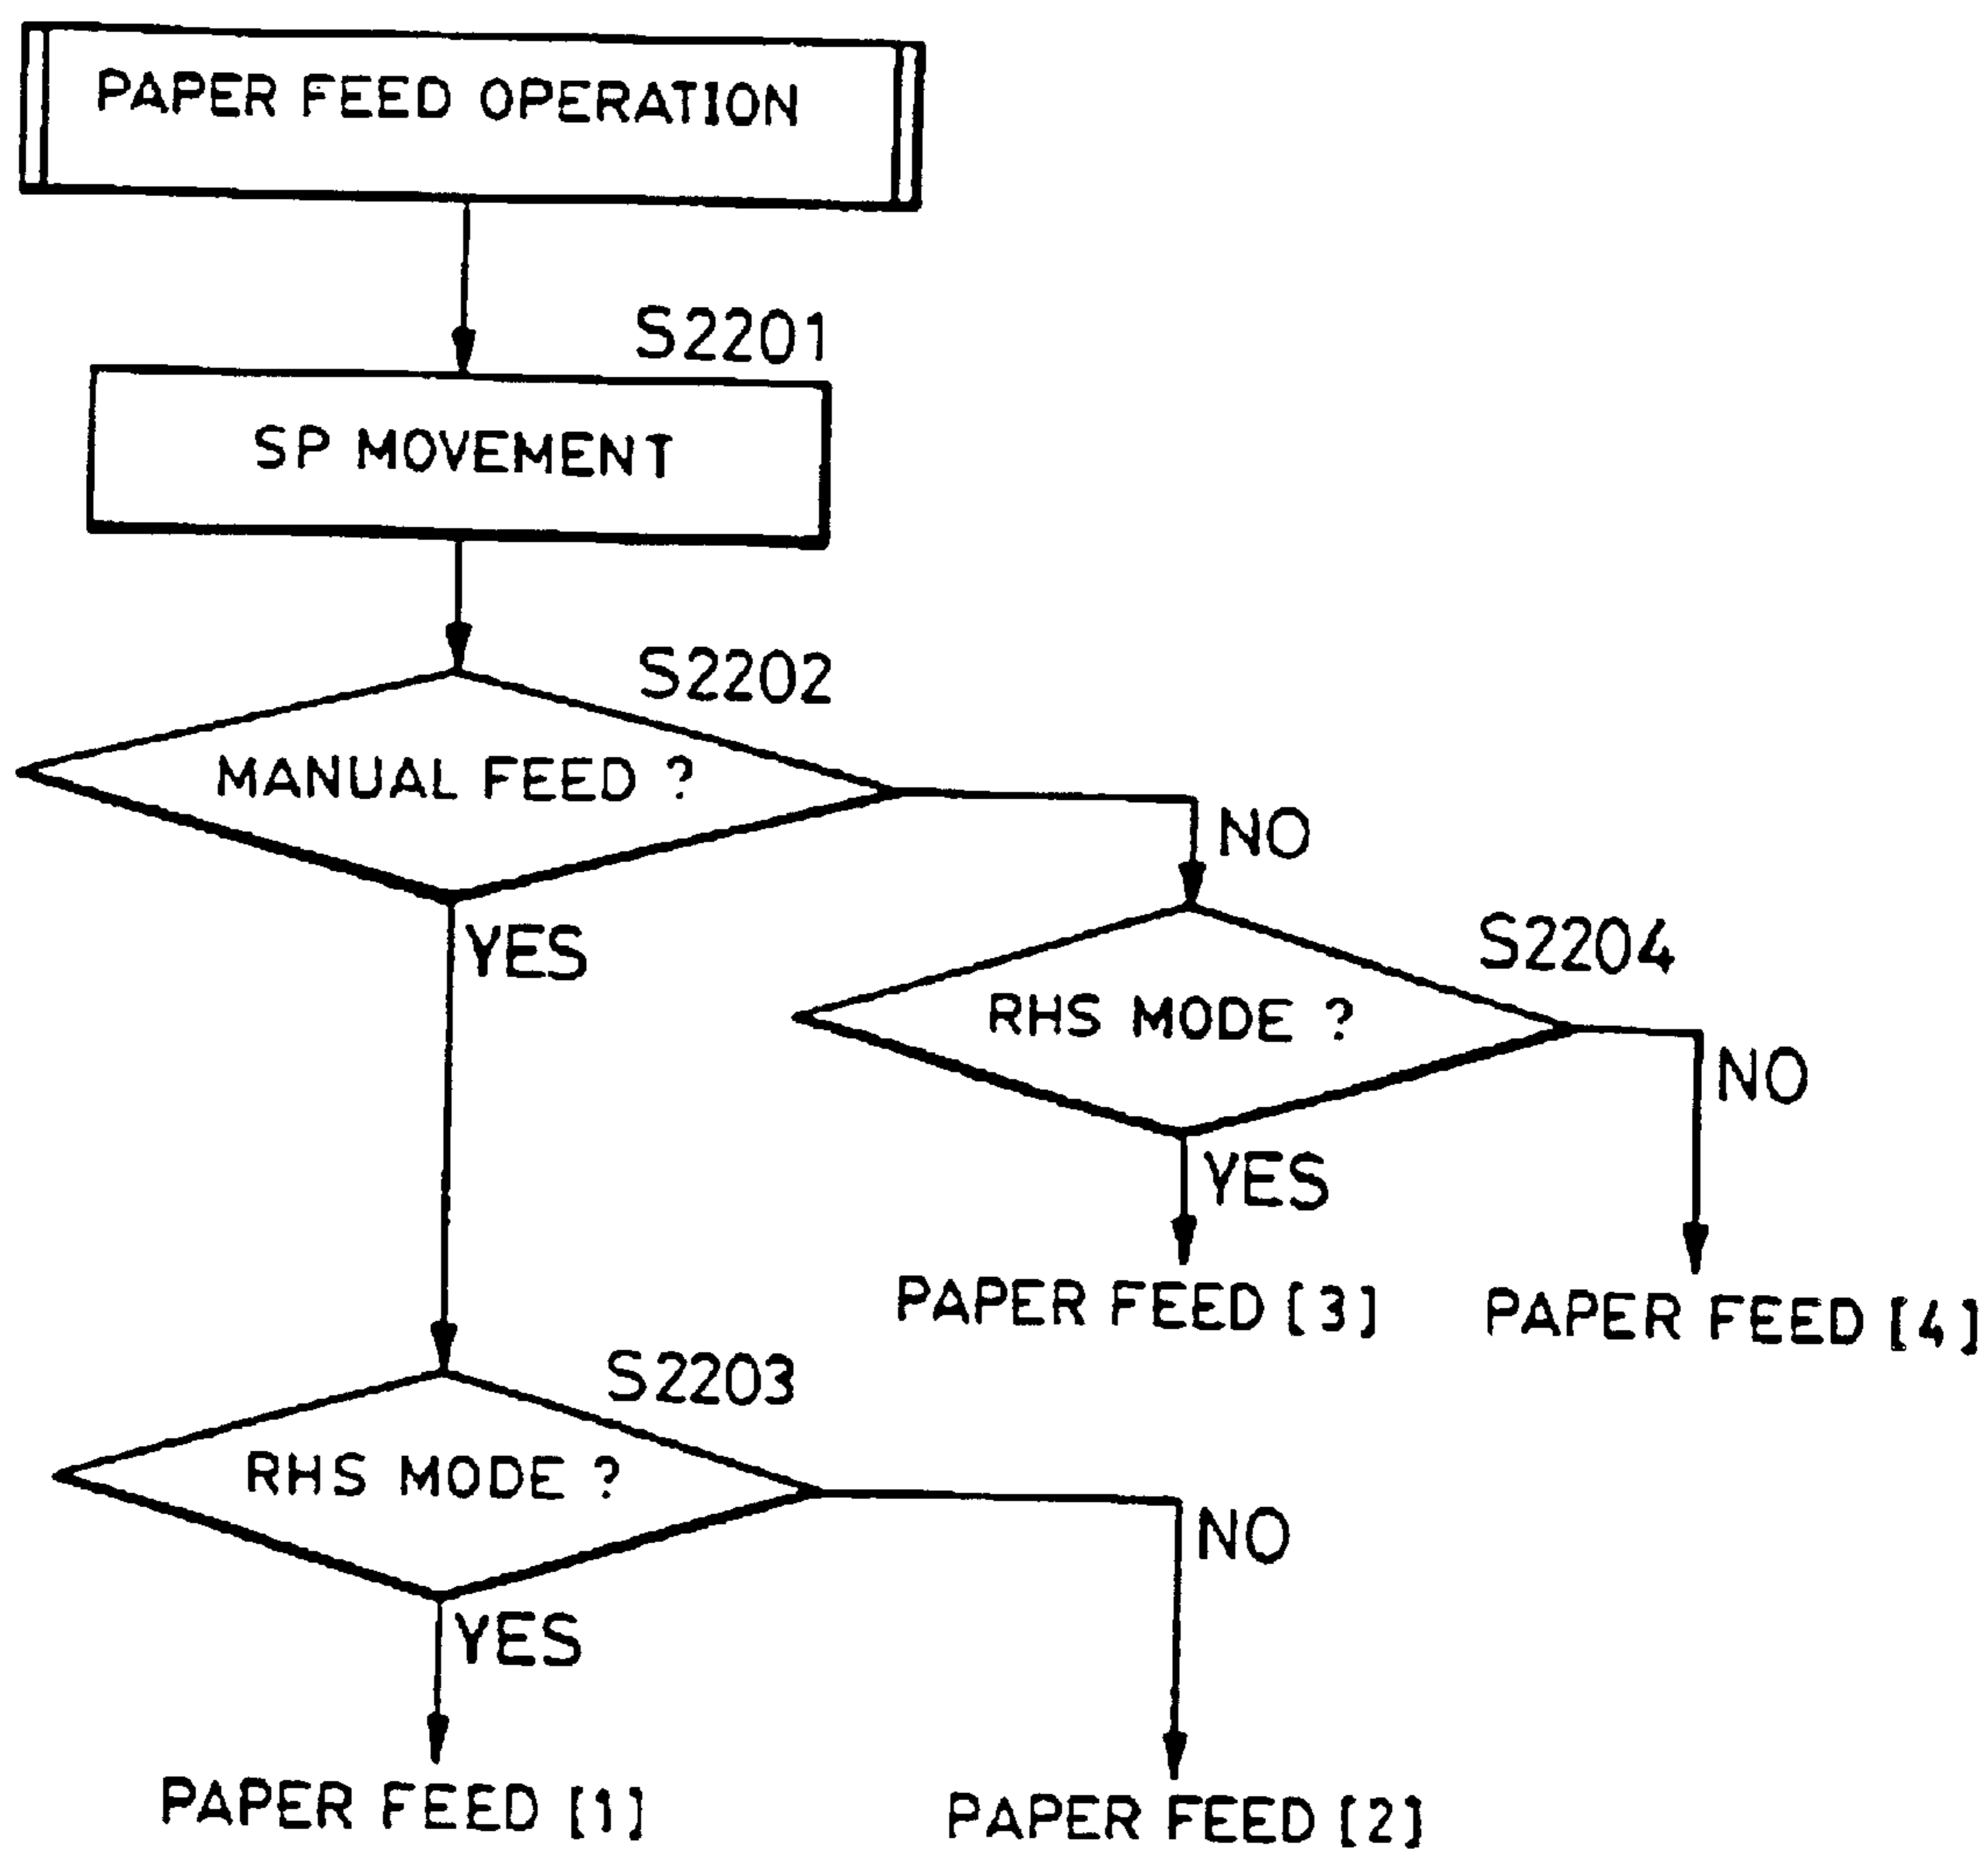 PAPER FEED OPERATION
S2201
SP MOVEMENT
S2202
MANUAL FEED ?
NO
YES
S2204
RHS MODE ?
NO
YES
PAPER FEED [3]
PAPER FEED [4]
S2203
RHS MODE ?
NO
YES
PAPER FEED [1]
PAPER FEED [2]